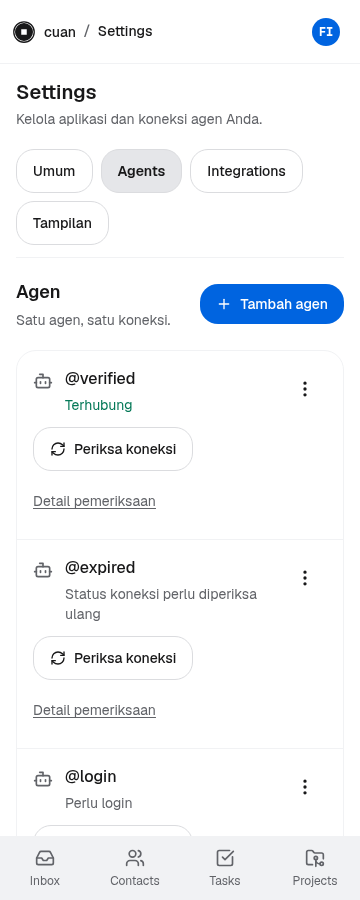 cuan / Settings
FI
Settings
Kelola aplikasi dan koneksi agen Anda.
Umum
Agents
Integrations
Tampilan
Agen
Satu agen, satu koneksi.
Tambah agen
@verified
Terhubung
Periksa koneksi
Detail pemeriksaan
@expired
Status koneksi perlu diperiksa
ulang
Periksa koneksi
Detail pemeriksaan
@login
Perlu login
Inbox
Contacts
Tasks
Projects